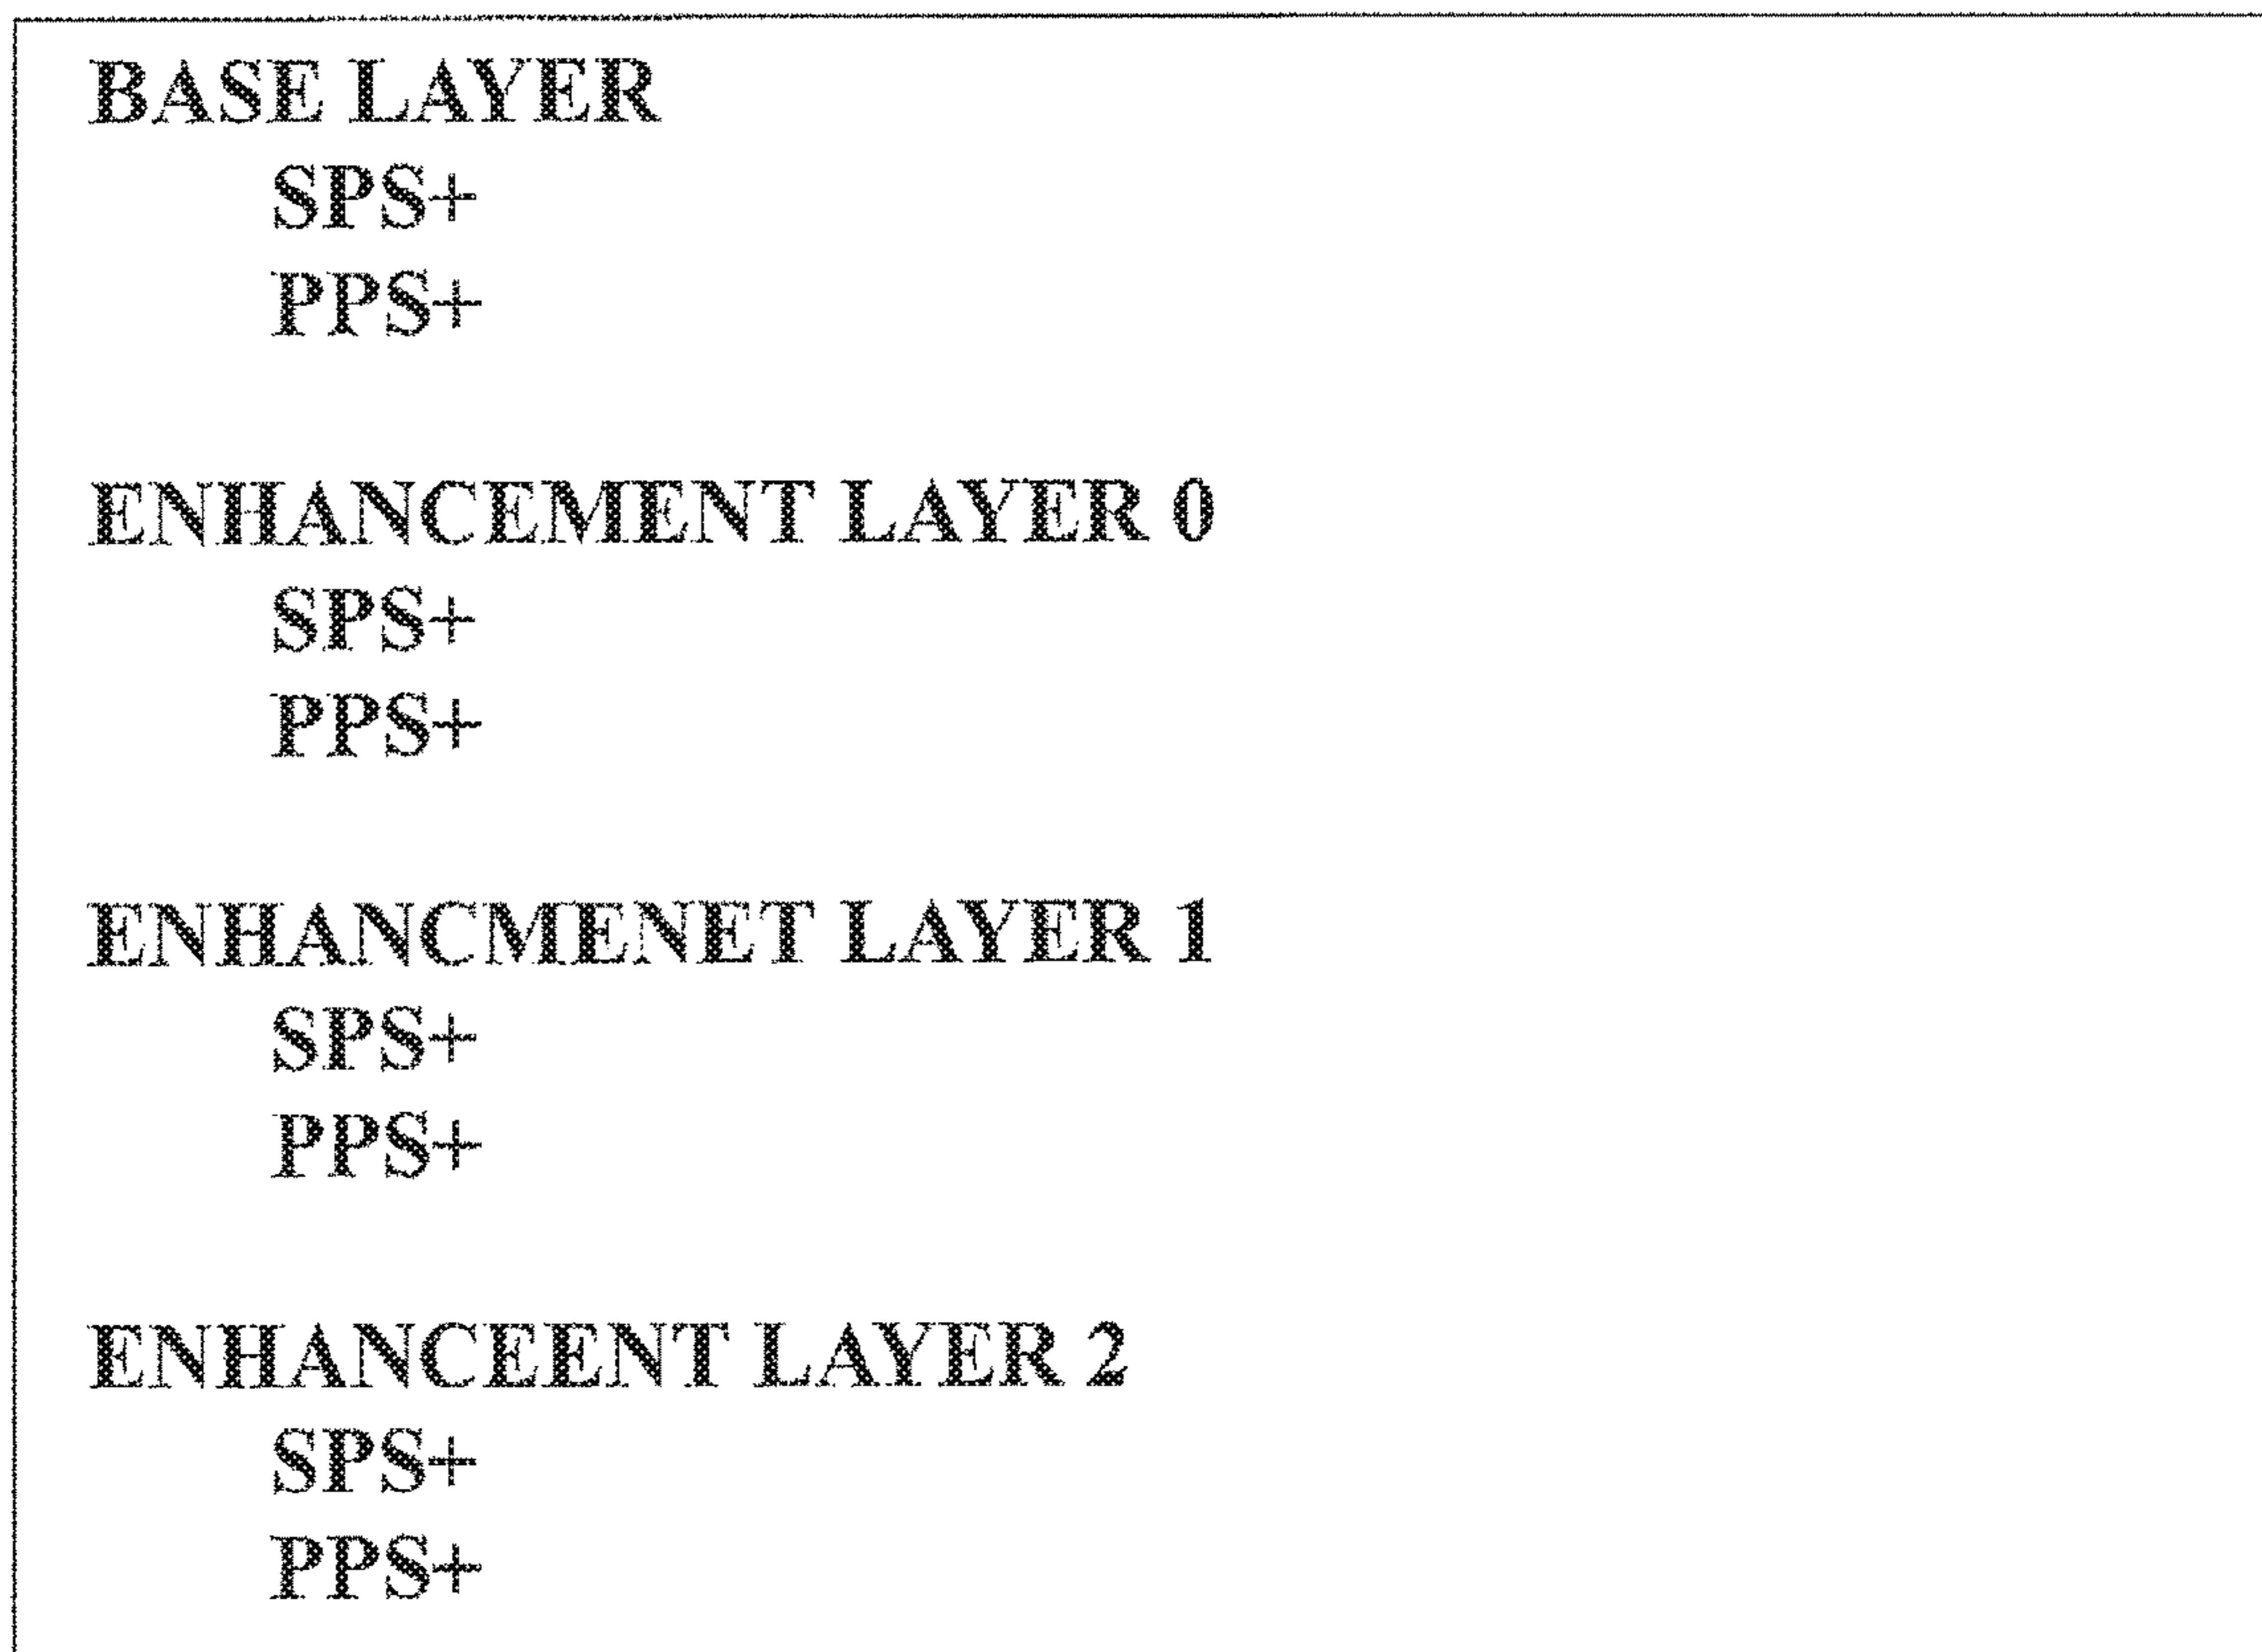 BASE LAYER
SPS+
PPS+
ENHANCEMENT LAYER 0
SPS+
PPS+
ENHANCMENET LAYER 1
SPS+
PPS+
ENHANCEENT LAYER 2
SPS+
PPS+